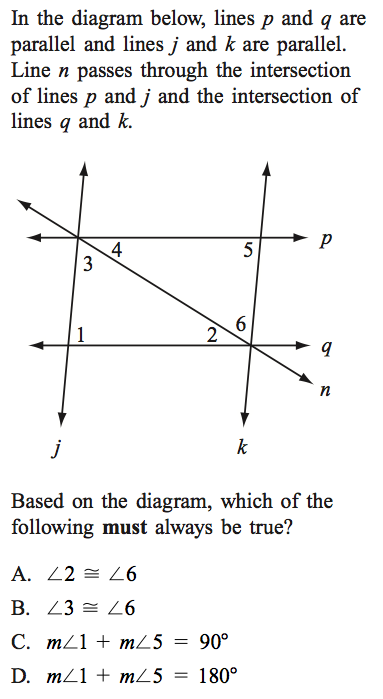 In the diagram below, lines p and q are
parallel and lines j and k are parallel.
Line n passes through the intersection
of lines p and j and the intersection of
lines q and k.
p
4
5
3
6
1
2
q
n
j
k
Based on the diagram, which of the
following must always be true?
A. ∠2 ≅ ∠6
B. ∠3 ≅ ∠6
C. m∠1 + m∠5 = 90°
D. m∠1 + m∠5 = 180°